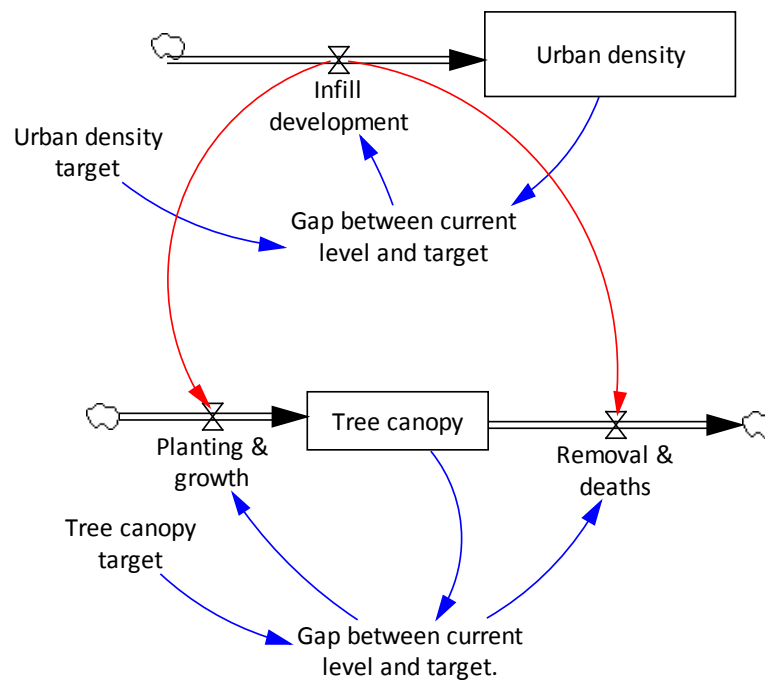 Urban density
Infill
development
Urban density
target
Gap between current
level and target
Tree canopy
Planting &
growth
Removal &
deaths
Tree canopy
target
Gap between current
level and target.